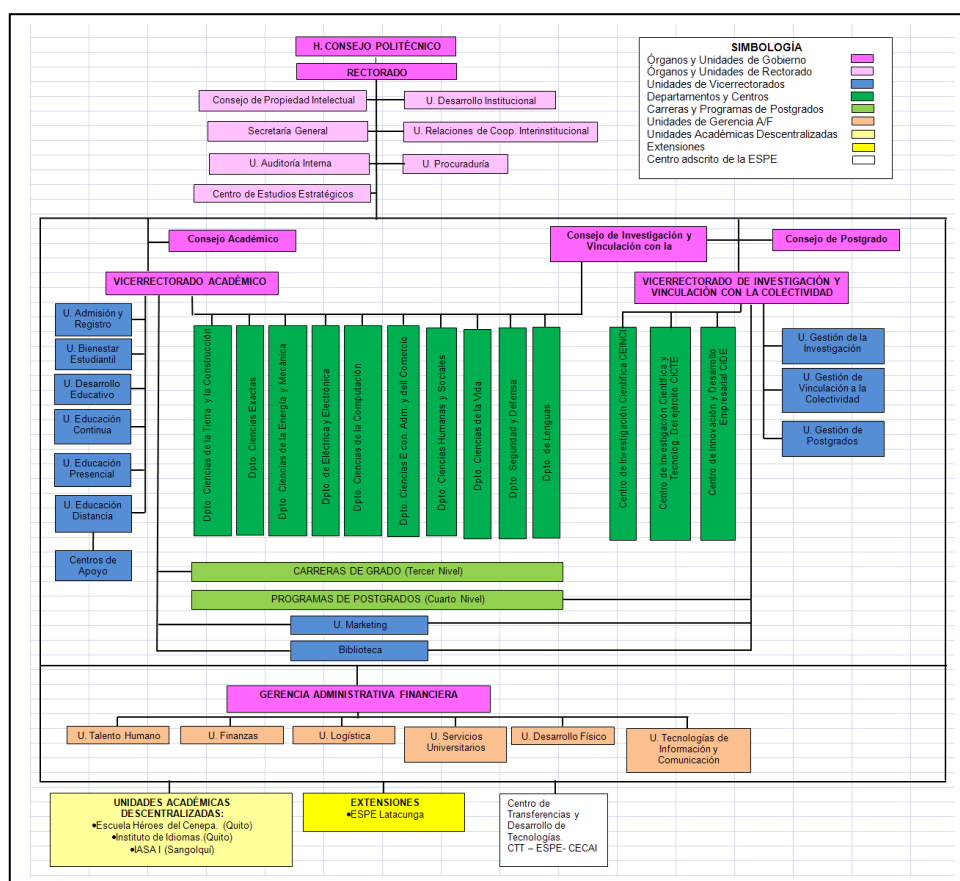 H. CONSEJO POLITÉCNICO
RECTORADO
Consejo de Propiedad Intelectual
U. Desarrollo Institucional
Secretaría General
U. Relaciones de Coop. Interinstitucional
U. Auditoría Interna
U. Procuraduría
Centro de Estudios Estratégicos
SIMBOLOGÍA
Órganos y Unidades de Gobierno
Órganos y Unidades de Rectorado
Unidades de Vicerrectorados
Departamentos y Centros
Carreras y Programas de Postgrados
Unidades de Gerencia A/F
Unidades Académicas Descentralizadas
Extensiones
Centro adscrito de la ESPE
Consejo Académico
Consejo de Investigación y
Vinculación con la
Consejo de Postgrado
VICERRECTORADO ACADÉMICO
VICERRECTORADO DE INVESTIGACIÓN Y
VINCULACIÓN CON LA COLECTIVIDAD
U. Admisión y
Registro
U. Bienestar
Estudiantil
U. Desarrollo
Educativo
U. Educación
Continua
U. Educación
Presencial
U. Educación
Distancia
Centros de
Apoyo
Dpto. Ciencias de la Tierra y la Construcción
Dpto. Ciencias Exactas
Dpto. Ciencias de la Energía y Mecánica
Dpto. de Eléctrica y Electrónica
Dpto. Ciencias de la Computación
Dpto. Ciencias E con. Adm. y dell Comercio
Dpto. Ciencias Humanas y Sociales
Dpto. Ciencias de la Vida
Dpto. Seguridad y Defensa
Dpto. de Lenguas
Centro de Investigación Científica CEINCI
Centro de Investigación Científica y
Tecnolog. Del ejército CICTE
Centro de Innovación y Desarrollo
Empresarial CIDE
U. Gestión de la
Investigación
U. Gestión de
Vinculación a la
Colectividad
U. Gestión de
Postgrados
CARRERAS DE GRADO (Tercer Nivel)
PROGRAMAS DE POSTGRADOS (Cuarto Nivel)
U. Marketing
Biblioteca
GERENCIA ADMINISTRATIVA FINANCIERA
U. Talento Humano
U. Finanzas
U. Logística
U. Servicios
Universitarios
U. Desarrollo Físico
U. Tecnologías de
Información y
Comunicación
UNIDADES ACADÉMICAS
DESCENTRALIZADAS:
•Escuela Héroes del Cenepa. (Quito)
•Instituto de Idiomas.(Quito)
•IASA I (Sangolquí)
EXTENSIONES
•ESPE Latacunga
Centro de
Transferencias y
Desarrollo de
Tecnologías.
CTT – ESPE- CECAI